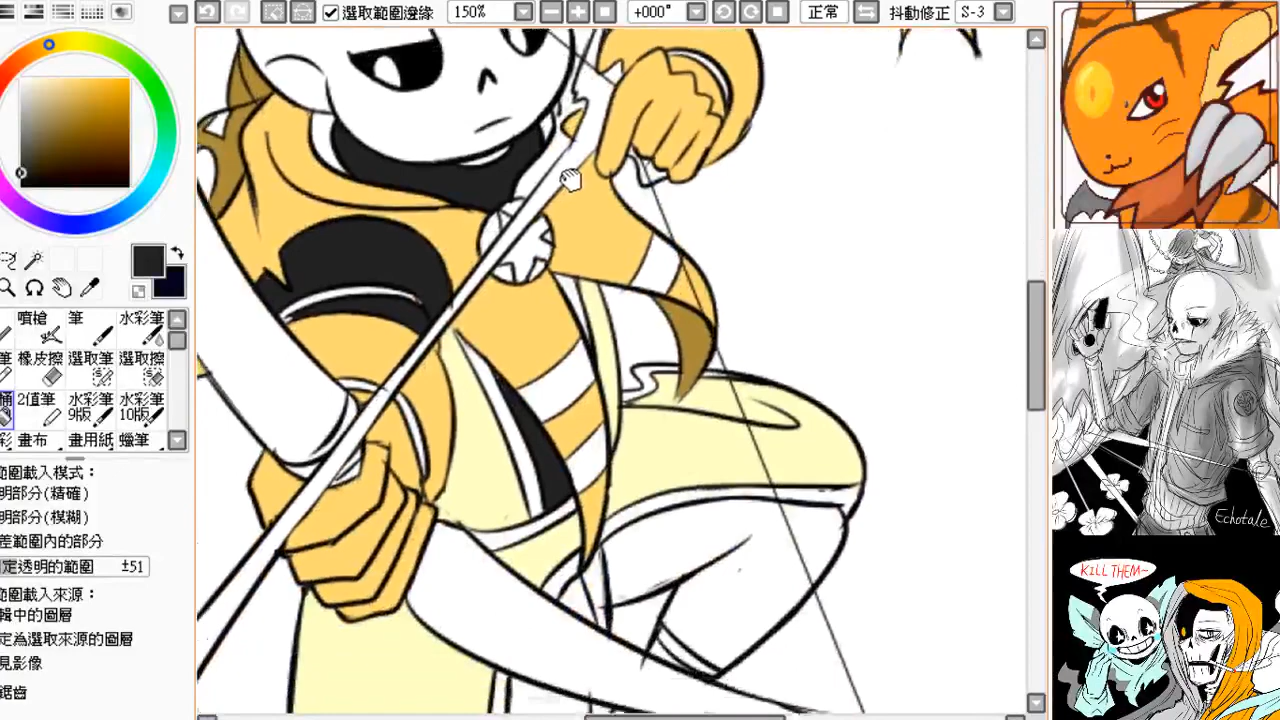 選取範圍邊緣 150% +000° 正常 抖動修正 S-3
噴槍 筆 水彩筆
筆 橡皮擦 選取筆 選取擦
桶 2值筆 水彩筆 水彩筆
9版 10版
彩 畫布 畫用紙 蠟筆
範圍載入模式：
明部分(精確)
明部分(模糊)
差範圍內的部分
定透明的範圍 ±51
範圍載入來源：
輯中的圖層
定為選取來源的圖層
見影像
鋸齒
Echotale
KILL THEM~